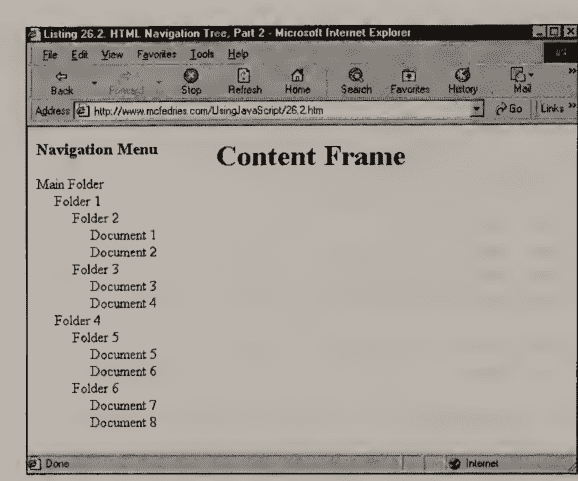 Listing 26.2. HTML Navigation Tree, Part 2 - Microsoft Internet Explorer
File Edit View Favorites Tools Help
Back Forward Stop Refresh Home Search Favorites History Mail »
Address http://www.mcfedries.com/UsingJavaScript/26.2.htm Go Links »
Navigation Menu
Content Frame
Main Folder
Folder 1
Folder 2
Document 1
Document 2
Folder 3
Document 3
Document 4
Folder 4
Folder 5
Document 5
Document 6
Folder 6
Document 7
Document 8
Done Internet